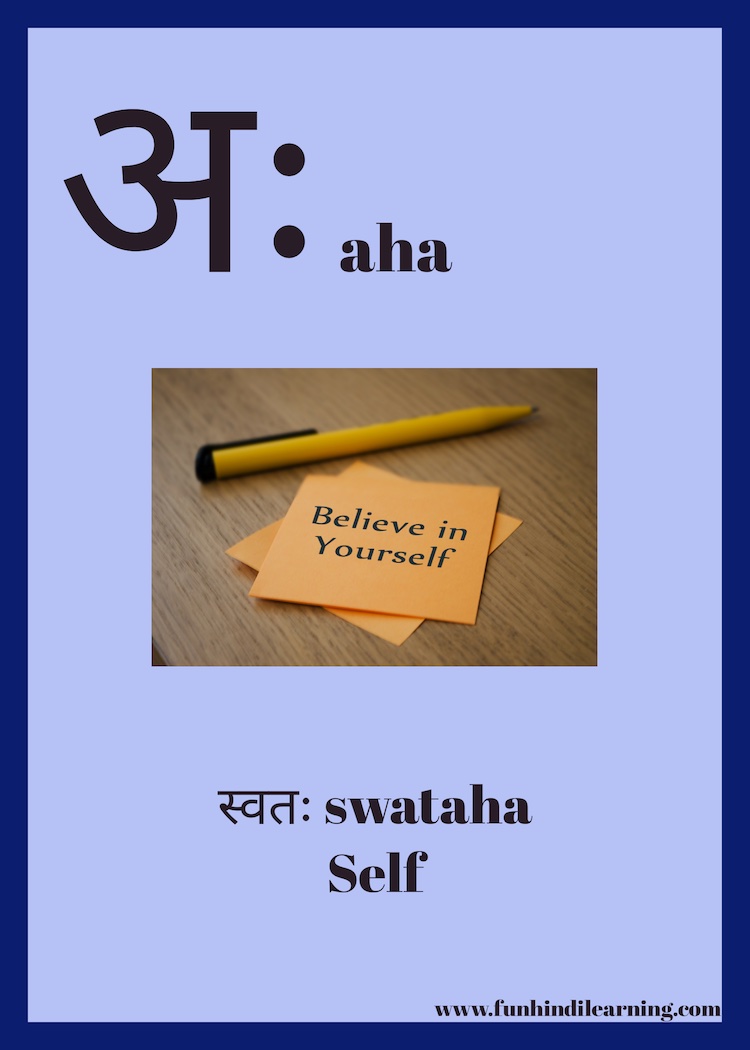 अः aha
Believe in
Yourself
स्वतः swataha
Self
www.funhindilearning.com